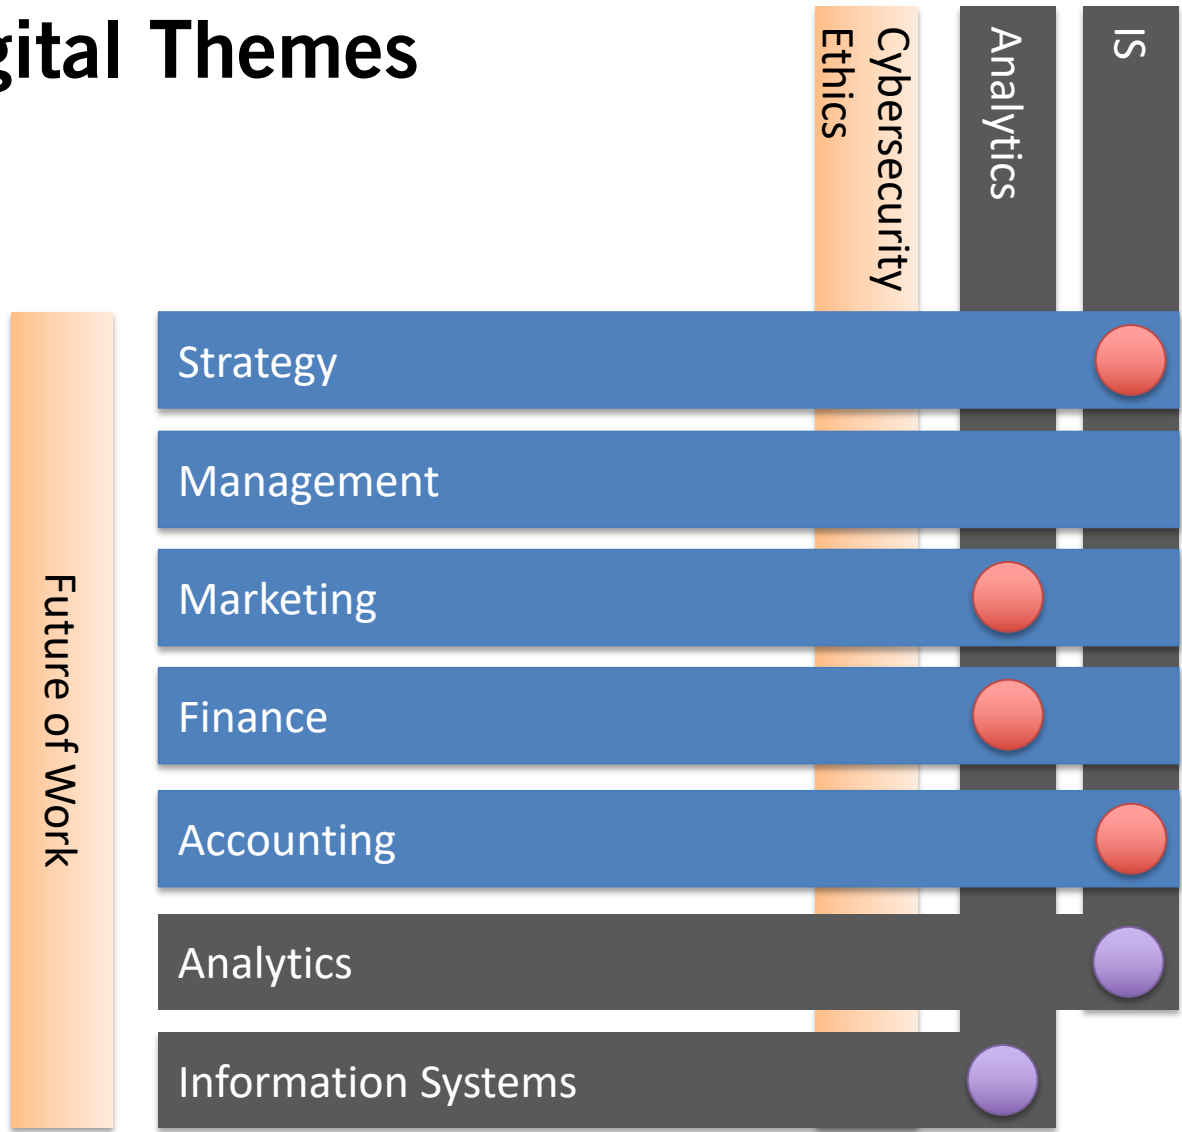 gital Themes
Cybersecurity
Ethics
Analytics
IS
Future of Work
Strategy
Management
Marketing
Finance
Accounting
Analytics
Information Systems